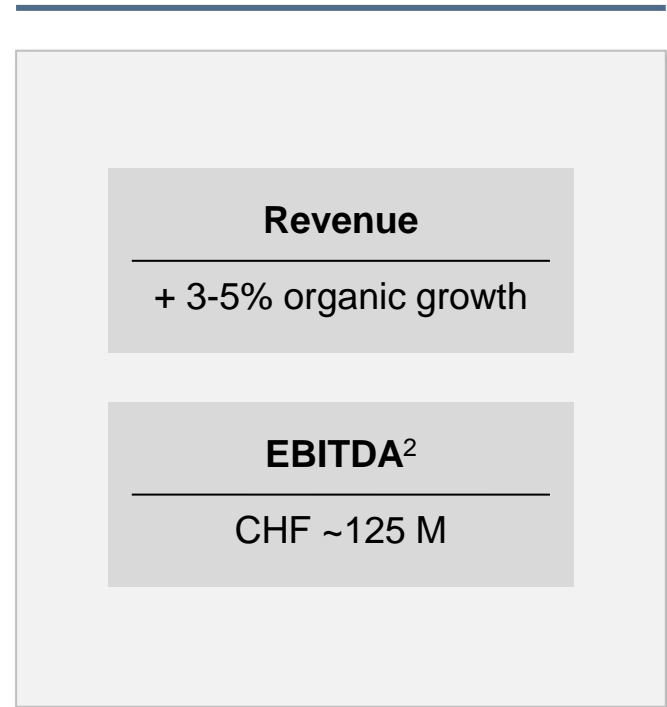 Revenue
+ 3-5% organic growth
EBITDA²
CHF ~125 M